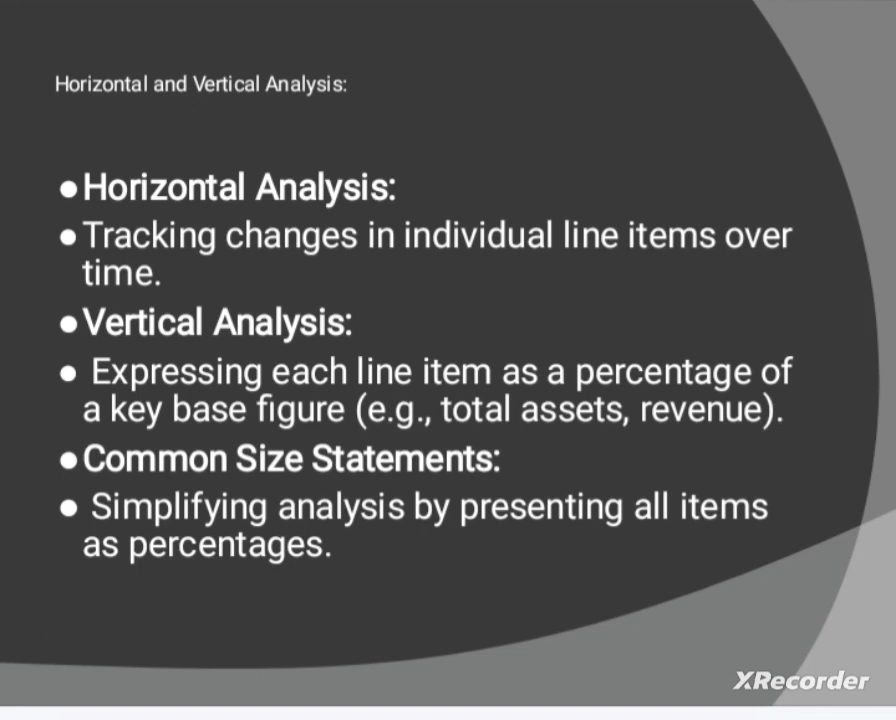 Horizontal and Vertical Analysis:
●Horizontal Analysis:
●Tracking changes in individual line items over
time.
●Vertical Analysis:
● Expressing each line item as a percentage of
a key base figure (e.g., total assets, revenue).
●Common Size Statements:
● Simplifying analysis by presenting all items
as percentages.
XRecorder